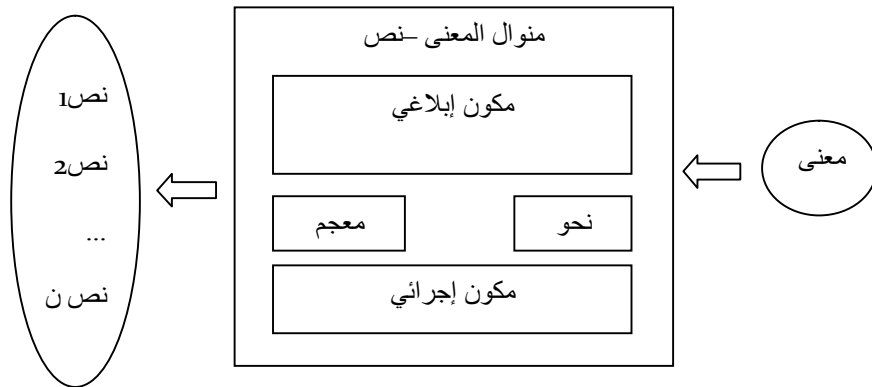 معنى
منوال المعنى –نص
مكون إبلاغي
نحو
معجم
مكون إجرائي
نص1
نص2
...
نص ن